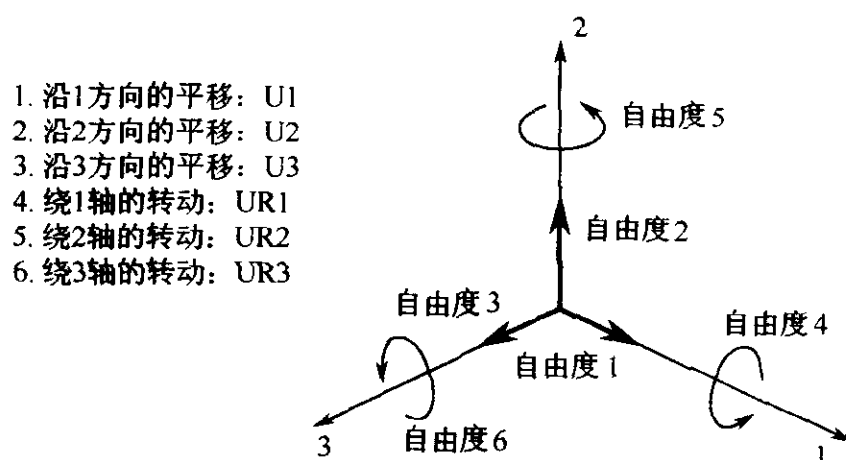 1. 沿1方向的平移：U1
2. 沿2方向的平移：U2
3. 沿3方向的平移：U3
4. 绕1轴的转动：UR1
5. 绕2轴的转动：UR2
6. 绕3轴的转动：UR3
2
自由度5
自由度2
自由度3
自由度4
自由度1
自由度6
3
1